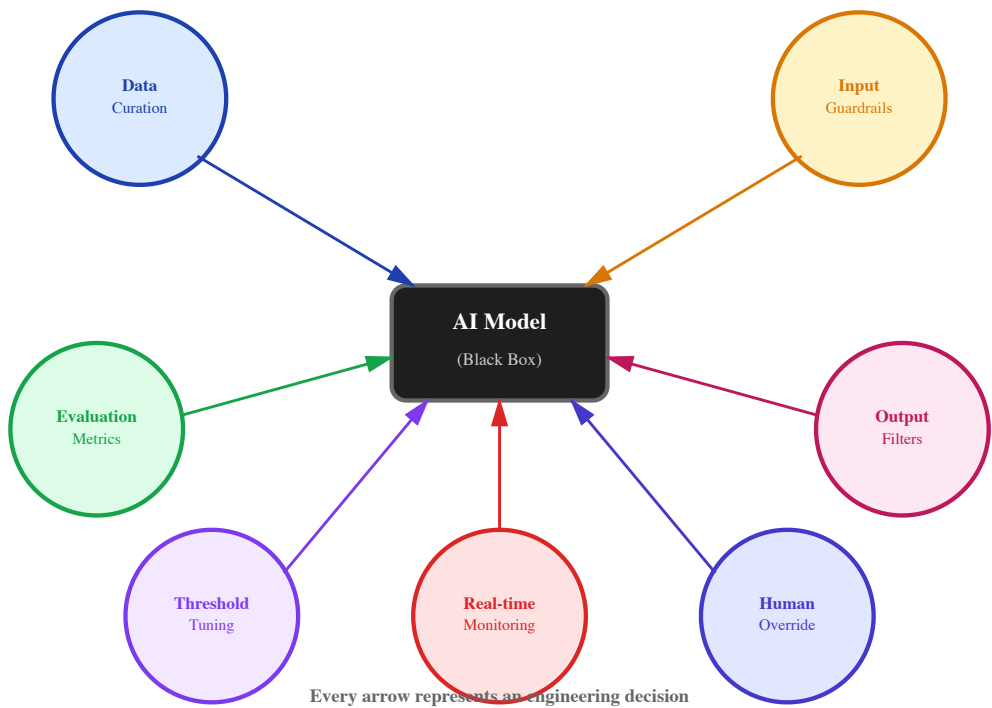 Data
Curation
Input
Guardrails
AI Model
(Black Box)
Evaluation
Metrics
Output
Filters
Threshold
Tuning
Real-time
Monitoring
Human
Override
Every arrow represents an engineering decision